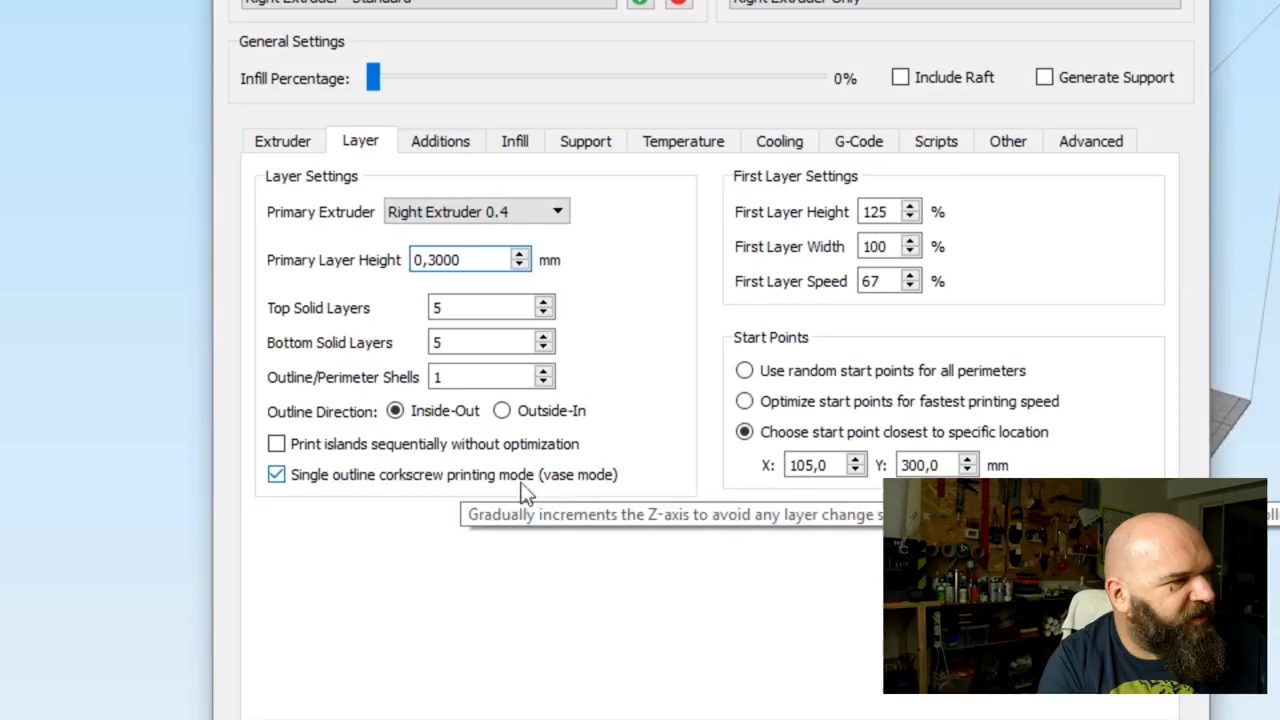 Right Extruder - Standard
Right Extruder Only
General Settings
Infill Percentage:
0%
Include Raft
Generate Support
Extruder
Layer
Additions
Infill
Support
Temperature
Cooling
G-Code
Scripts
Other
Advanced
Layer Settings
Primary Extruder
Right Extruder 0.4
Primary Layer Height
0,3000
mm
Top Solid Layers
5
Bottom Solid Layers
5
Outline/Perimeter Shells
1
Outline Direction:
Inside-Out
Outside-In
Print islands sequentially without optimization
Single outline corkscrew printing mode (vase mode)
Gradually increments the Z-axis to avoid any layer change
First Layer Settings
First Layer Height
125
%
First Layer Width
100
%
First Layer Speed
67
%
Start Points
Use random start points for all perimeters
Optimize start points for fastest printing speed
Choose start point closest to specific location
X:
105,0
Y:
300,0
mm